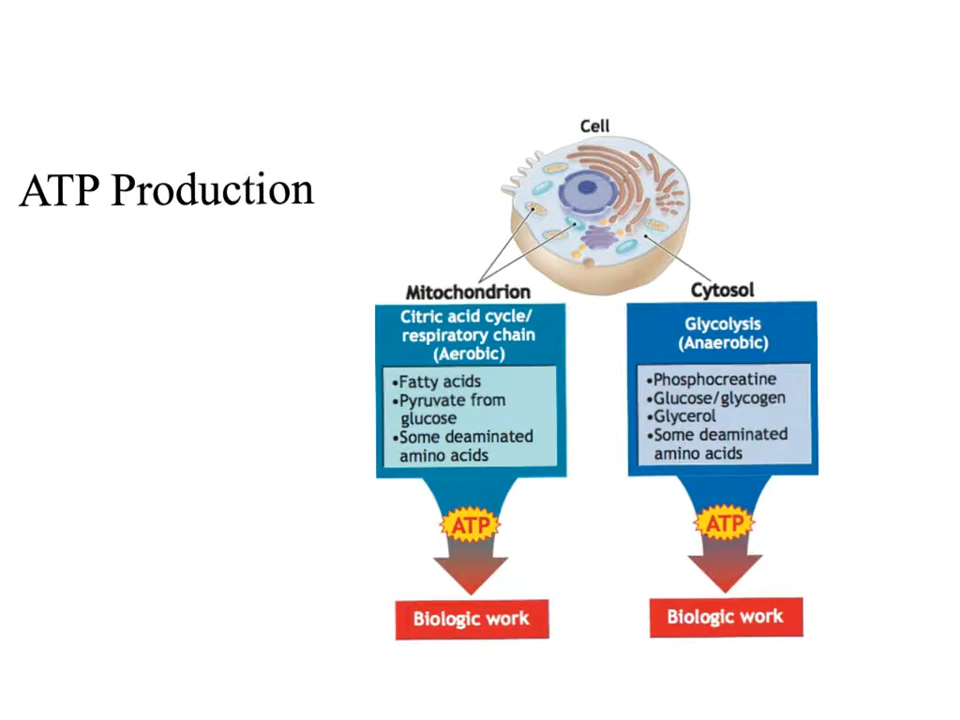 ATP Production
Cell
Mitochondrion
Citric acid cycle/
respiratory chain
(Aerobic)
•Fatty acids
•Pyruvate from
glucose
•Some deaminated
amino acids
ATP
Biologic work
Cytosol
Glycolysis
(Anaerobic)
•Phosphocreatine
•Glucose/glycogen
•Glycerol
•Some deaminated
amino acids
ATP
Biologic work